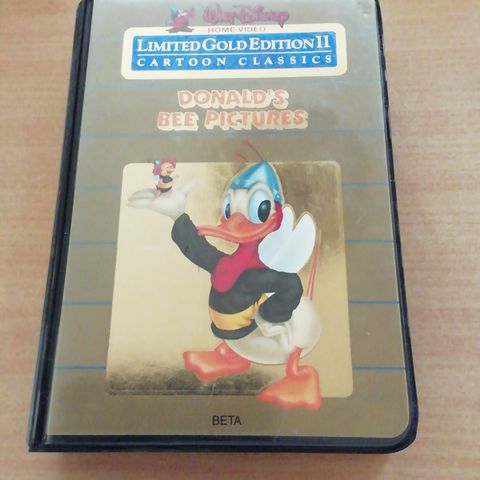 Walt Disney
HOME VIDEO
LIMITED GOLD EDITION II
CARTOON CLASSICS
DONALD'S
BEE PICTURES
BETA